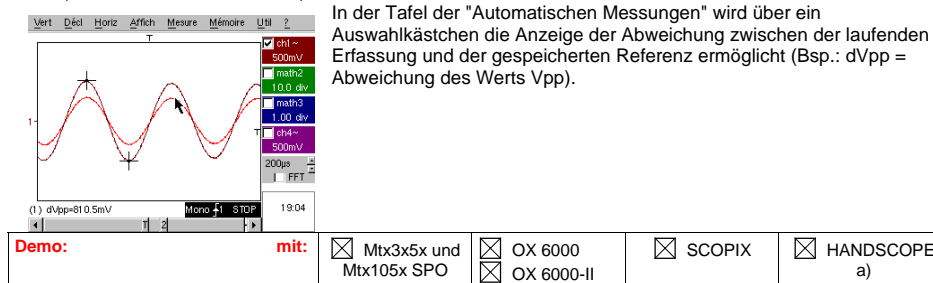 Vert Décl Horiz Affich Mesure Mémoire Util ?
T
ch1 ~
500mV
math2
10.0 div
math3
1.00 div
1-
T
ch4~
500mV
200µs
FFT
(1) dVpp=810.5mV Mono 1 STOP 19:04
T 2
In der Tafel der "Automatischen Messungen" wird über ein
Auswahlkästchen die Anzeige der Abweichung zwischen der laufenden
Erfassung und der gespeicherten Referenz ermöglicht (Bsp.: dVpp =
Abweichung des Werts Vpp).
Demo: mit:
Mtx3x5x und
Mtx105x SPO
OX 6000
OX 6000-II
SCOPIX
HANDSCOPE
a)